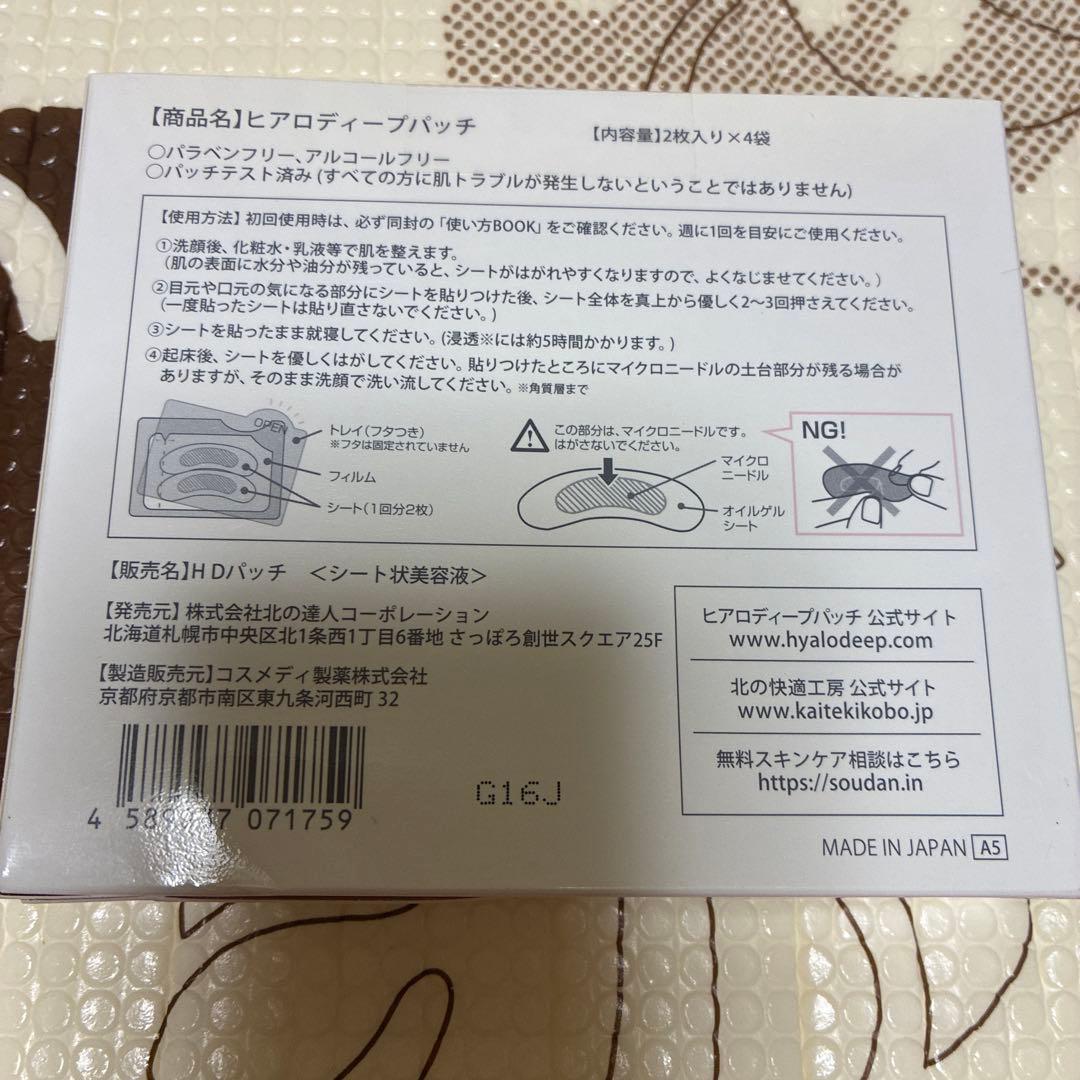 【商品名】ヒアロディープパッチ
【内容量】2枚入り×4袋
○パラベンフリー、アルコールフリー
○パッチテスト済み (すべての方に肌トラブルが発生しないということではありません)
【使用方法】初回使用時は、必ず同封の「使い方BOOK」をご確認ください。週に1回を目安にご使用ください。
①洗顔後、化粧水・乳液等で肌を整えます。
(肌の表面に水分や油分が残っていると、シートがはがれやすくなりますので、よくなじませてください。)
②目元や口元の気になる部分にシートを貼りつけた後、シート全体を真上から優しく2〜3回押さえてください。
(一度貼ったシートは貼り直さないでください。)
③シートを貼ったまま就寝してください。(浸透※には約5時間かかります。)
④起床後、シートを優しくはがしてください。貼りつけたところにマイクロニードルの土台部分が残る場合が
ありますが、そのまま洗顔で洗い流してください。※角質層まで
OPEN
トレイ(フタつき)
※フタは固定されていません
フィルム
シート(1回分2枚)
この部分は、マイクロニードルです。
はがさないでください。
マイクロ
ニードル
オイルゲル
シート
NG!
【販売名】H Dパッチ <シート状美容液>
【発売元】株式会社北の達人コーポレーション
北海道札幌市中央区北1条西1丁目6番地 さっぽろ創世スクエア25F
【製造販売元】コスメディ製薬株式会社
京都府京都市南区東九条河西町 32
ヒアロディープパッチ 公式サイト
www.hyalodeep.com
北の快適工房 公式サイト
www.kaitekikobo.jp
無料スキンケア相談はこちら
https://soudan.in
4 589 7 071759
G16J
MADE IN JAPAN A5